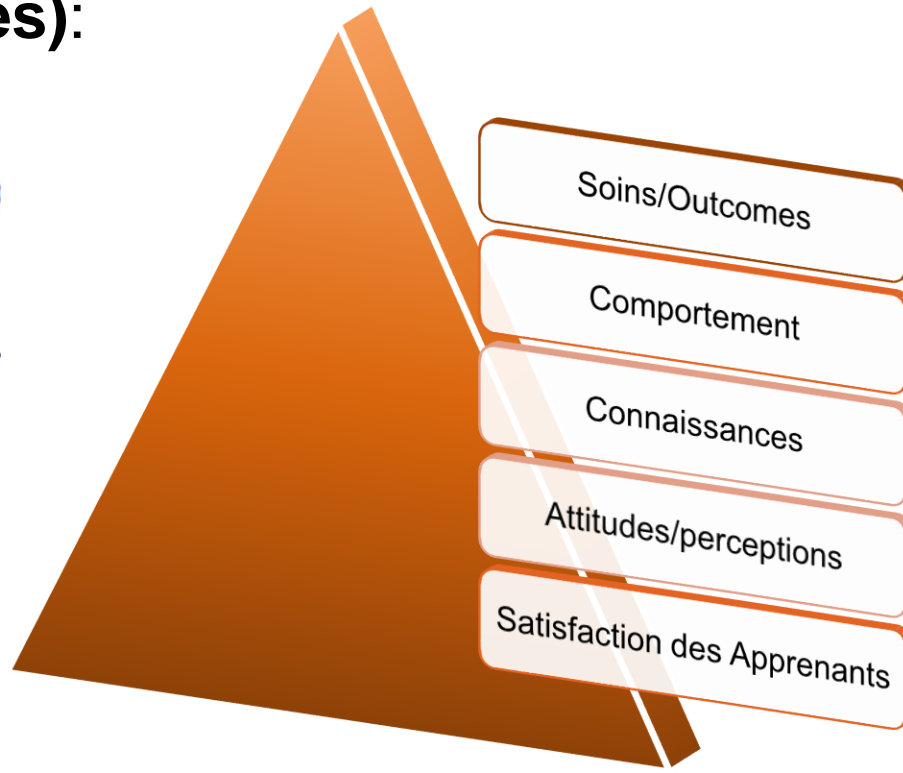 es):
Soins/Outcomes
Comportement
Connaissances
Attitudes/perceptions
Satisfaction des Apprenants